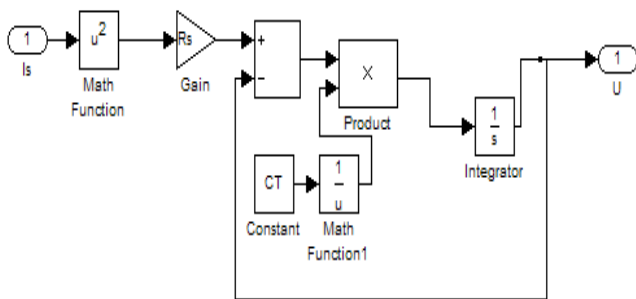 1
Is
u²
Math
Function
Rs
Gain
+
−
X
Product
CT
Constant
1
u
Math
Function1
1
s
Integrator
1
U